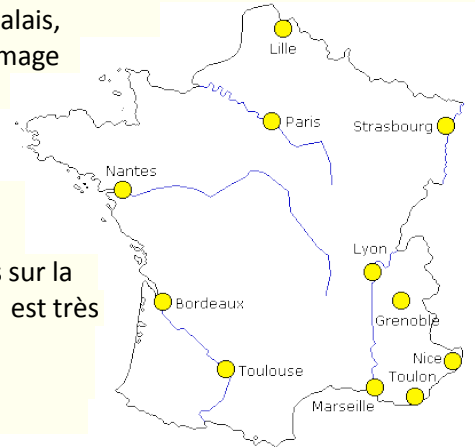 alais,
mage
Lille
Paris
Strasbourg
Nantes
s sur la
est très
Lyon
Bordeaux
Grenoble
Toulouse
Nice
Toulon
Marseille